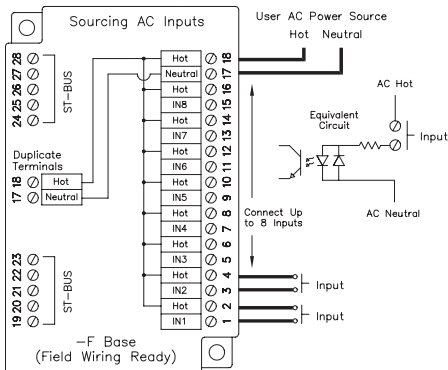 Sourcing AC Inputs
User AC Power Source
Hot Neutral
28
27
26
25
24
ST-BUS
Duplicate
Terminals
18 Hot
17 Neutral
23
22
21
20
19
ST-BUS
Hot 18
Neutral 17
Hot 16
IN8 15
Hot 14
IN7 13
Hot 12
IN6 11
Hot 10
IN5 9
Hot 8
IN4 7
Hot 6
IN3 5
Hot 4
IN2 3
Hot 2
IN1 1
AC Hot
Equivalent
Circuit
Input
AC Neutral
Connect Up
to 8 Inputs
Input
Input
-F Base
(Field Wiring Ready)